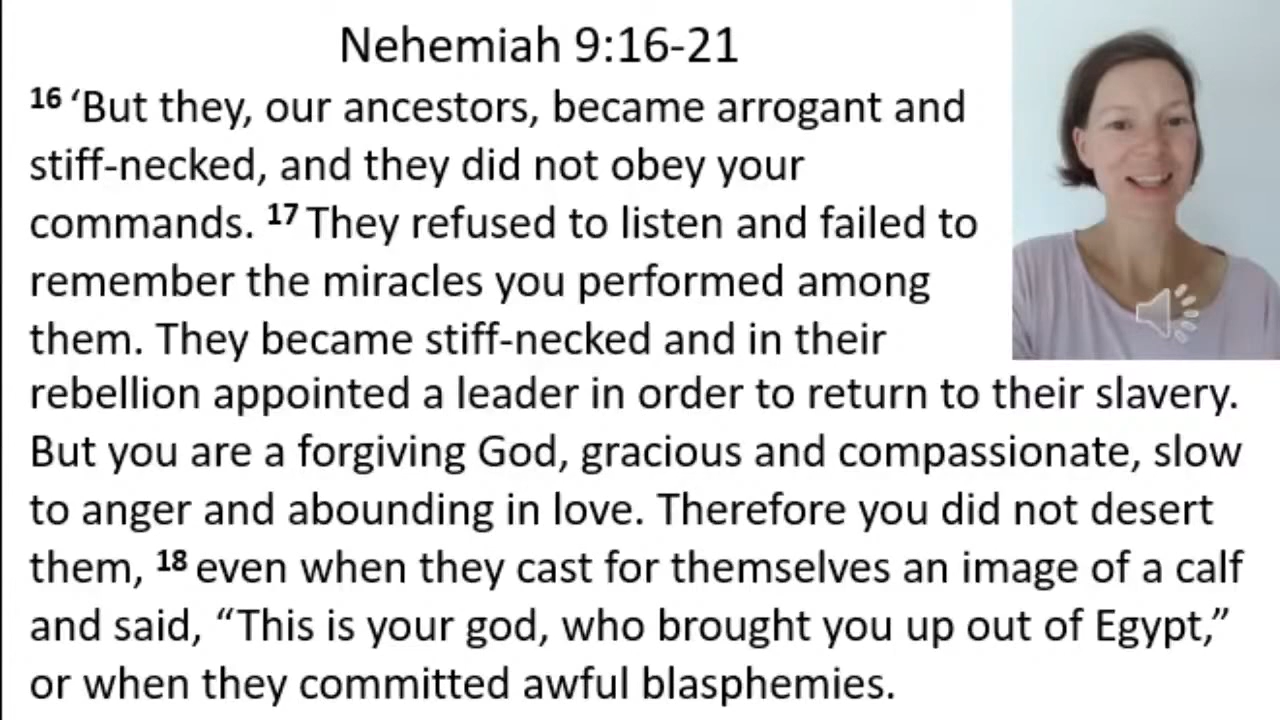 Nehemiah 9:16-21
16 ‘But they, our ancestors, became arrogant and
stiff-necked, and they did not obey your
commands. 17 They refused to listen and failed to
remember the miracles you performed among
them. They became stiff-necked and in their
rebellion appointed a leader in order to return to their slavery.
But you are a forgiving God, gracious and compassionate, slow
to anger and abounding in love. Therefore you did not desert
them, 18 even when they cast for themselves an image of a calf
and said, “This is your god, who brought you up out of Egypt,”
or when they committed awful blasphemies.